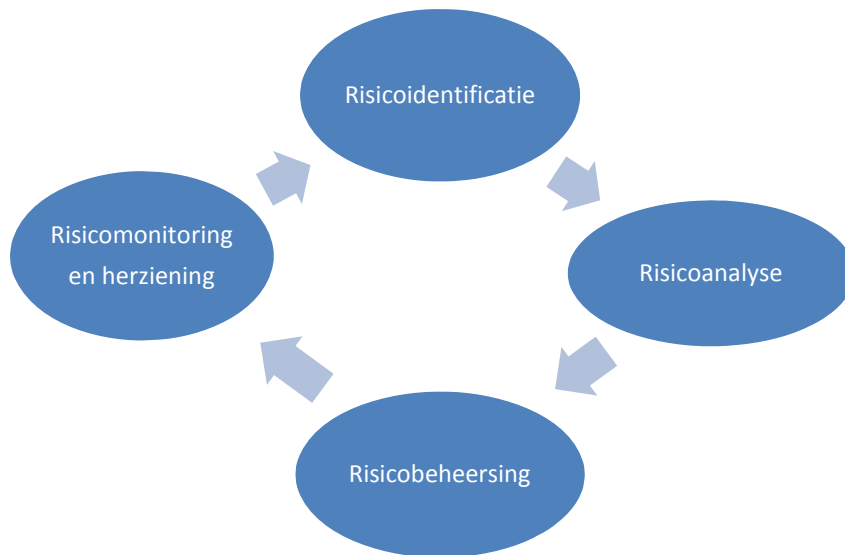 Risicoidentificatie
Risicoanalyse
Risicobeheersing
Risicomonitoring
en herziening